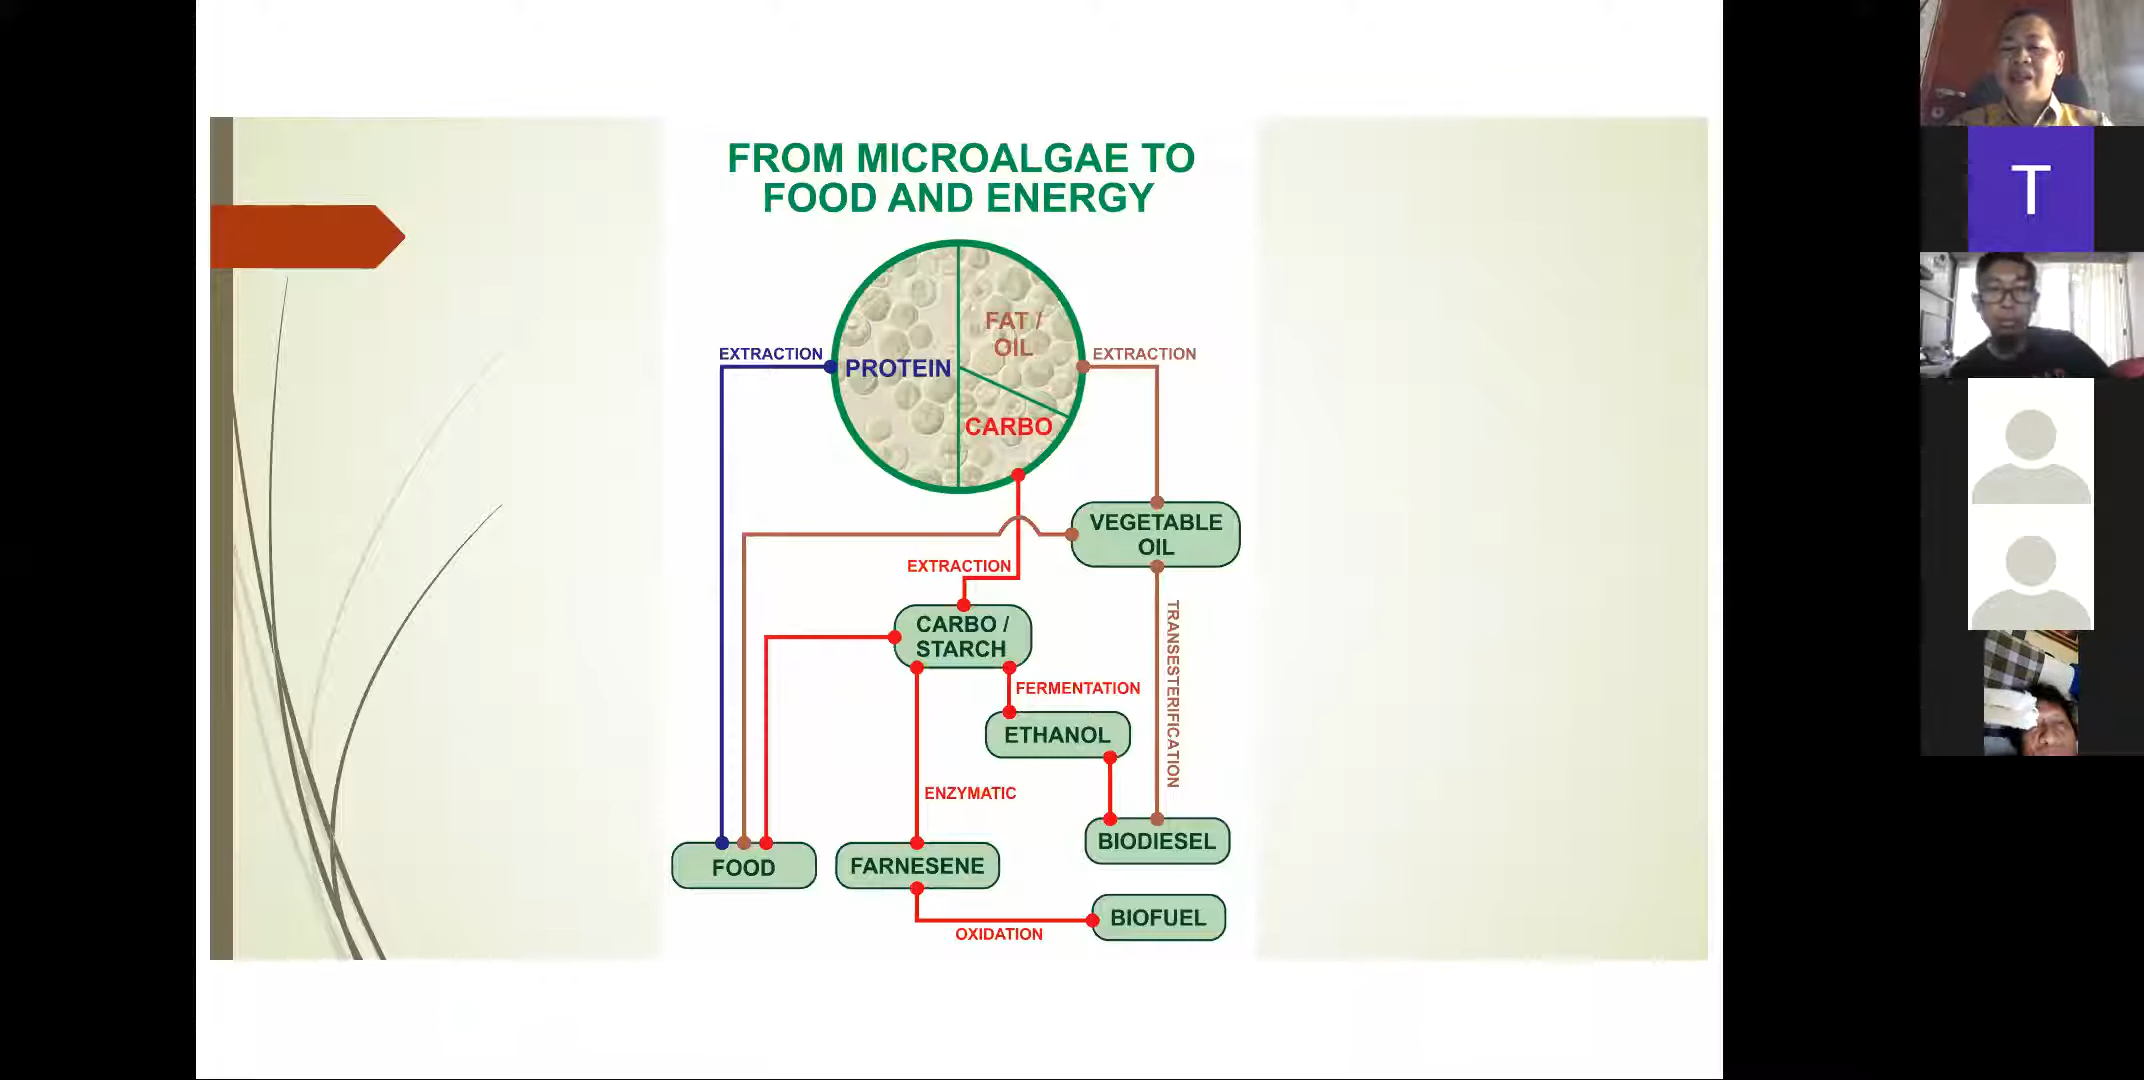 FROM MICROALGAE TO
FOOD AND ENERGY
FAT /
OIL
EXTRACTION
PROTEIN
EXTRACTION
CARBO
VEGETABLE
OIL
EXTRACTION
CARBO /
STARCH
TRANSESTERIFICATION
FERMENTATION
ETHANOL
ENZYMATIC
BIODIESEL
FOOD
FARNESENE
BIOFUEL
OXIDATION
T